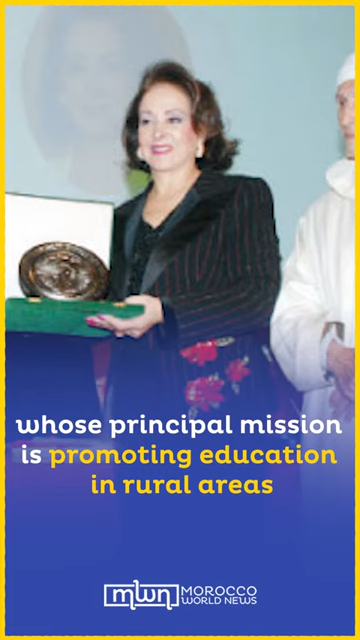 whose principal mission
is promoting education
in rural areas
mwn MOROCCO
WORLD NEWS